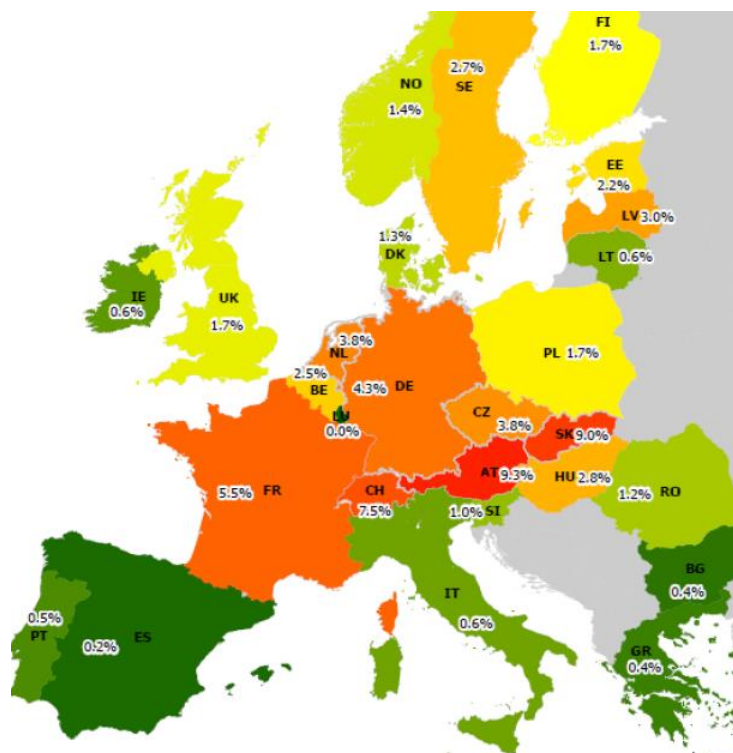 FI
1.7%
2.7%
SE
NO
1.4%
EE
2.2%
LV 3.0%
LT 0.6%
1.3%
DK
IE
0.6%
UK
1.7%
3.8%
NL
PL 1.7%
2.5%
BE
4.3% DE
LU
0.0%
CZ
3.8%
SK 9.0%
AT 9.3%
HU 2.8%
5.5% FR
CH
7.5%
1.2% RO
1.0% SI
BG
0.4%
IT
0.6%
0.5%
PT
0.2% ES
GR
0.4%